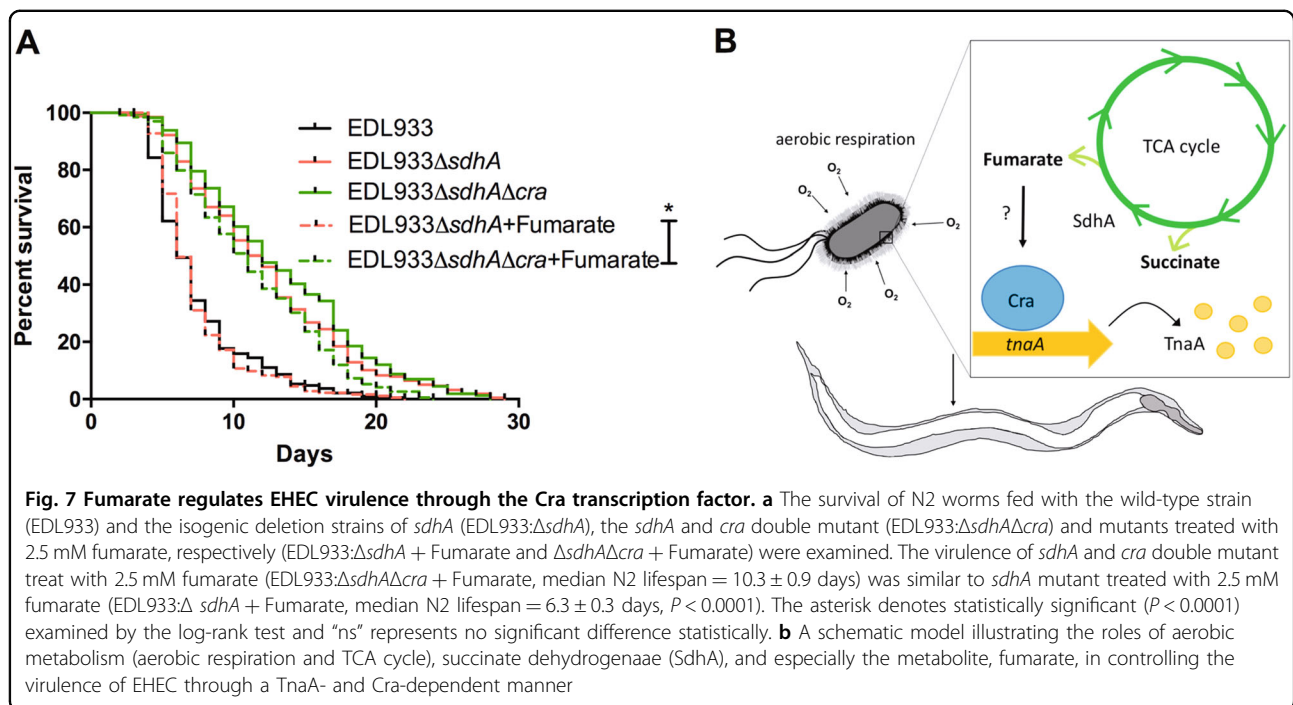 A
100
80
60
40
20
0
Percent survival
0
10
20
30
Days
EDL933
EDL933ΔsdhA
EDL933ΔsdhAΔcra
EDL933ΔsdhA+Fumarate
EDL933ΔsdhAΔcra+Fumarate
*
B
aerobic respiration
O2
O2
O2
O2
O2
O2
O2
TCA cycle
Fumarate
?
SdhA
Succinate
Cra
tnaA
TnaA
Fig. 7 Fumarate regulates EHEC virulence through the Cra transcription factor. a The survival of N2 worms fed with the wild-type strain
(EDL933) and the isogenic deletion strains of sdhA (EDL933:ΔsdhA), the sdhA and cra double mutant (EDL933:ΔsdhAΔcra) and mutants treated with
2.5 mM fumarate, respectively (EDL933:ΔsdhA + Fumarate and ΔsdhAΔcra + Fumarate) were examined. The virulence of sdhA and cra double mutant
treat with 2.5 mM fumarate (EDL933:ΔsdhAΔcra + Fumarate, median N2 lifespan = 10.3 ± 0.9 days) was similar to sdhA mutant treated with 2.5 mM
fumarate (EDL933:Δ sdhA + Fumarate, median N2 lifespan = 6.3 ± 0.3 days, P < 0.0001). The asterisk denotes statistically significant (P < 0.0001)
examined by the log-rank test and “ns” represents no significant difference statistically. b A schematic model illustrating the roles of aerobic
metabolism (aerobic respiration and TCA cycle), succinate dehydrogenaae (SdhA), and especially the metabolite, fumarate, in controlling the
virulence of EHEC through a TnaA- and Cra-dependent manner